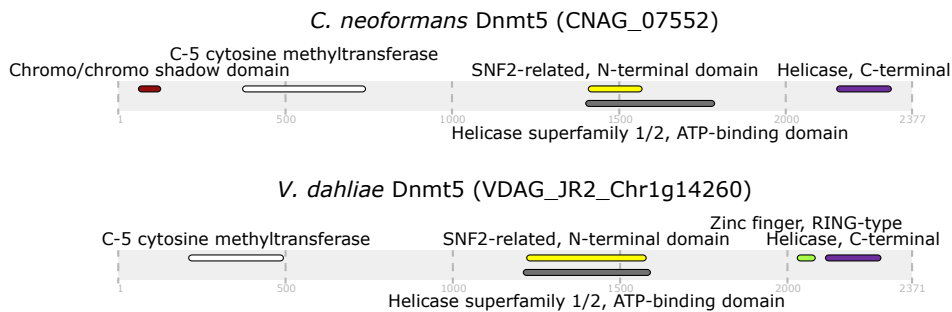 C. neoformans Dnmt5 (CNAG_07552)
C-5 cytosine methyltransferase
Chromo/chromo shadow domain SNF2-related, N-terminal domain Helicase, C-terminal
1 500 1000 1500 2000 2377
Helicase superfamily 1/2, ATP-binding domain
V. dahliae Dnmt5 (VDAG_JR2_Chr1g14260)
Zinc finger, RING-type
C-5 cytosine methyltransferase SNF2-related, N-terminal domain Helicase, C-terminal
1 500 1000 1500 2000 2371
Helicase superfamily 1/2, ATP-binding domain